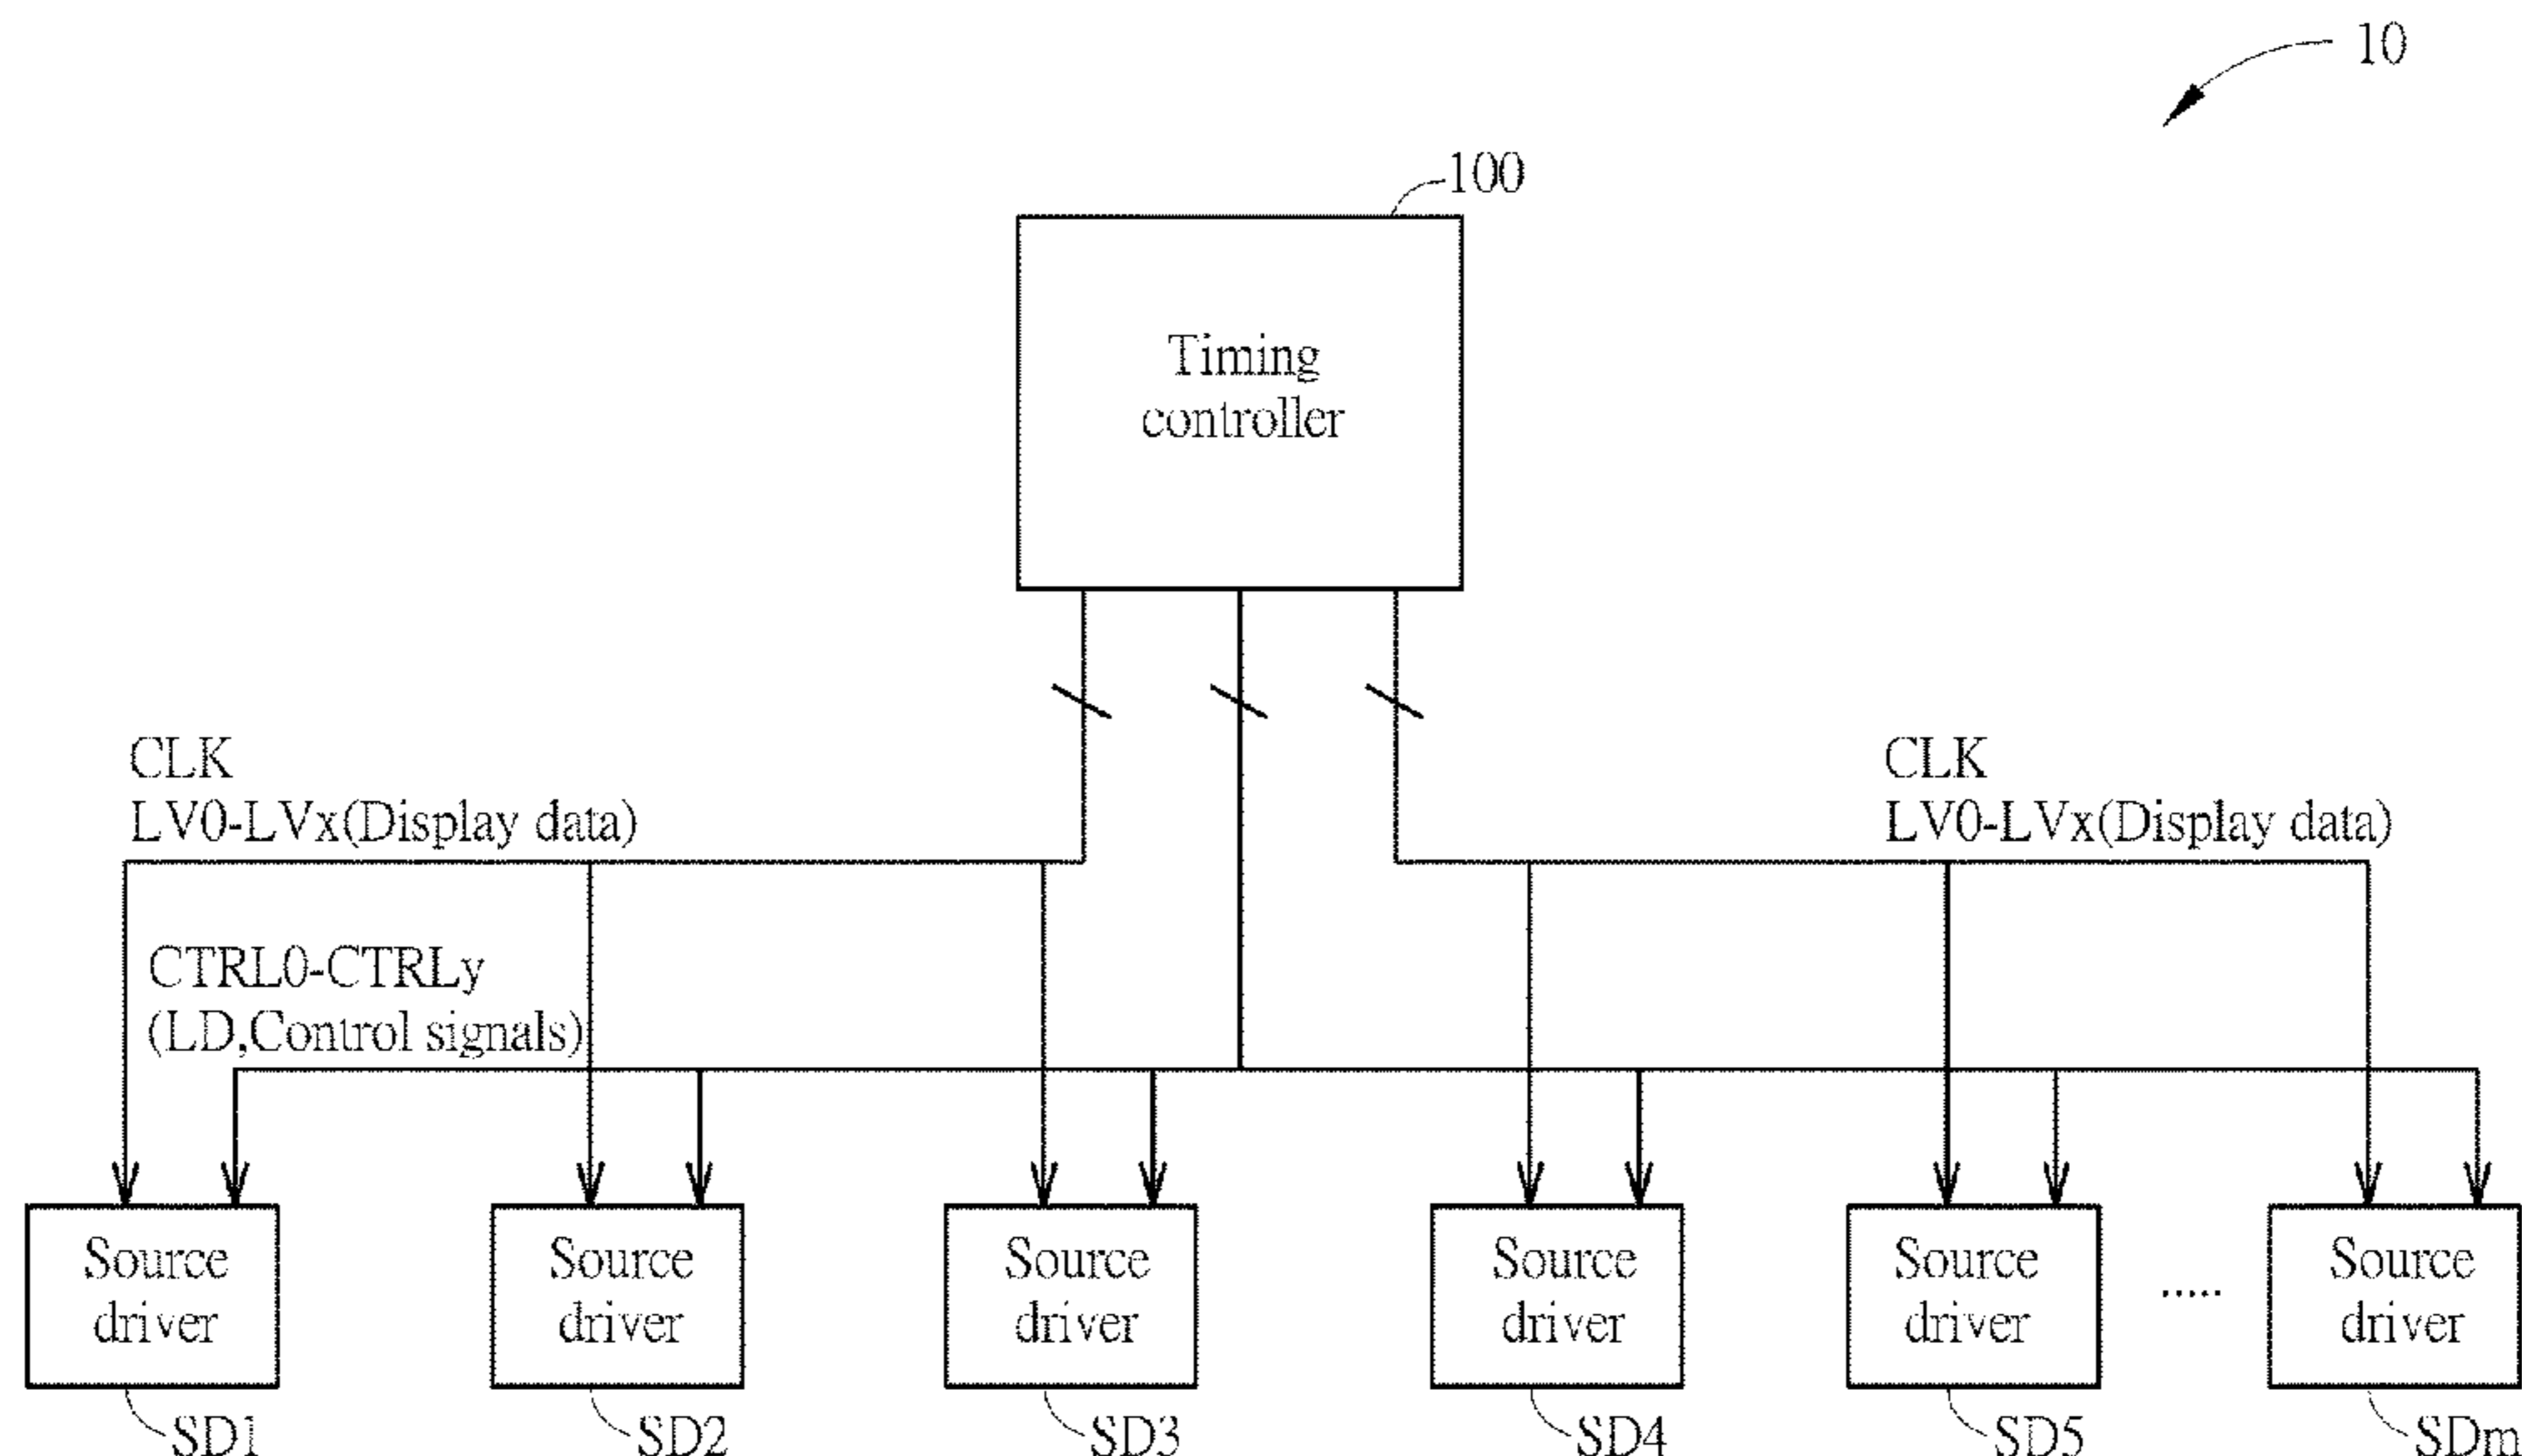 10
100
Timing
controller
CLK
LV0-LVx(Display data)
CLK
LV0-LVx(Display data)
CTRL0-CTRLy
(LD,Control signals)
Source
driver
Source
driver
Source
driver
Source
driver
Source
driver
.....
Source
driver
SD1
SD2
SD3
SD4
SD5
SDm